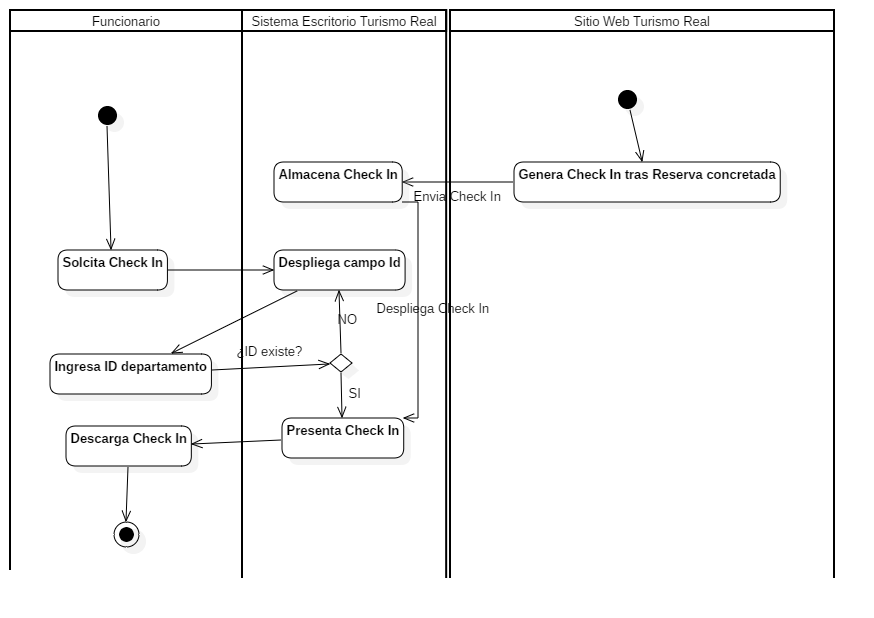 Funcionario
Sistema Escritorio Turismo Real
Sitio Web Turismo Real
Almacena Check In
Genera Check In tras Reserva concretada
Envia Check In
Solcita Check In
Despliega campo Id
Despliega Check In
NO
¿ID existe?
Ingresa ID departamento
SI
Descarga Check In
Presenta Check In